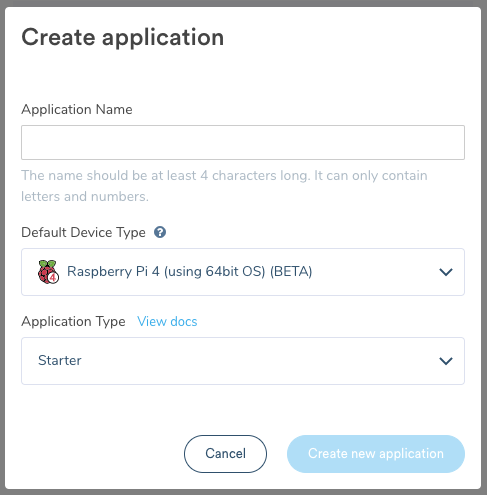 Create application
Application Name
The name should be at least 4 characters long. It can only contain
letters and numbers.
Default Device Type ?
4 Raspberry Pi 4 (using 64bit OS) (BETA)
Application Type View docs
Starter
Cancel Create new application